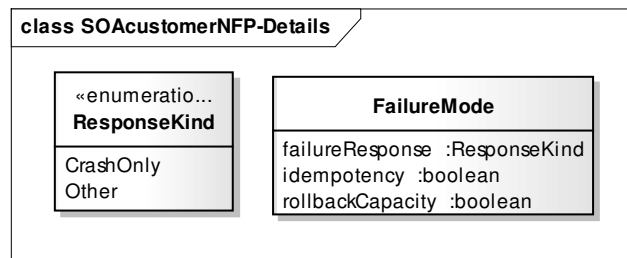 class SOAcustomerNFP-Details
«enumeratio...
ResponseKind
CrashOnly
Other
FailureMode
failureResponse :ResponseKind
idempotency :boolean
rollbackCapacity :boolean